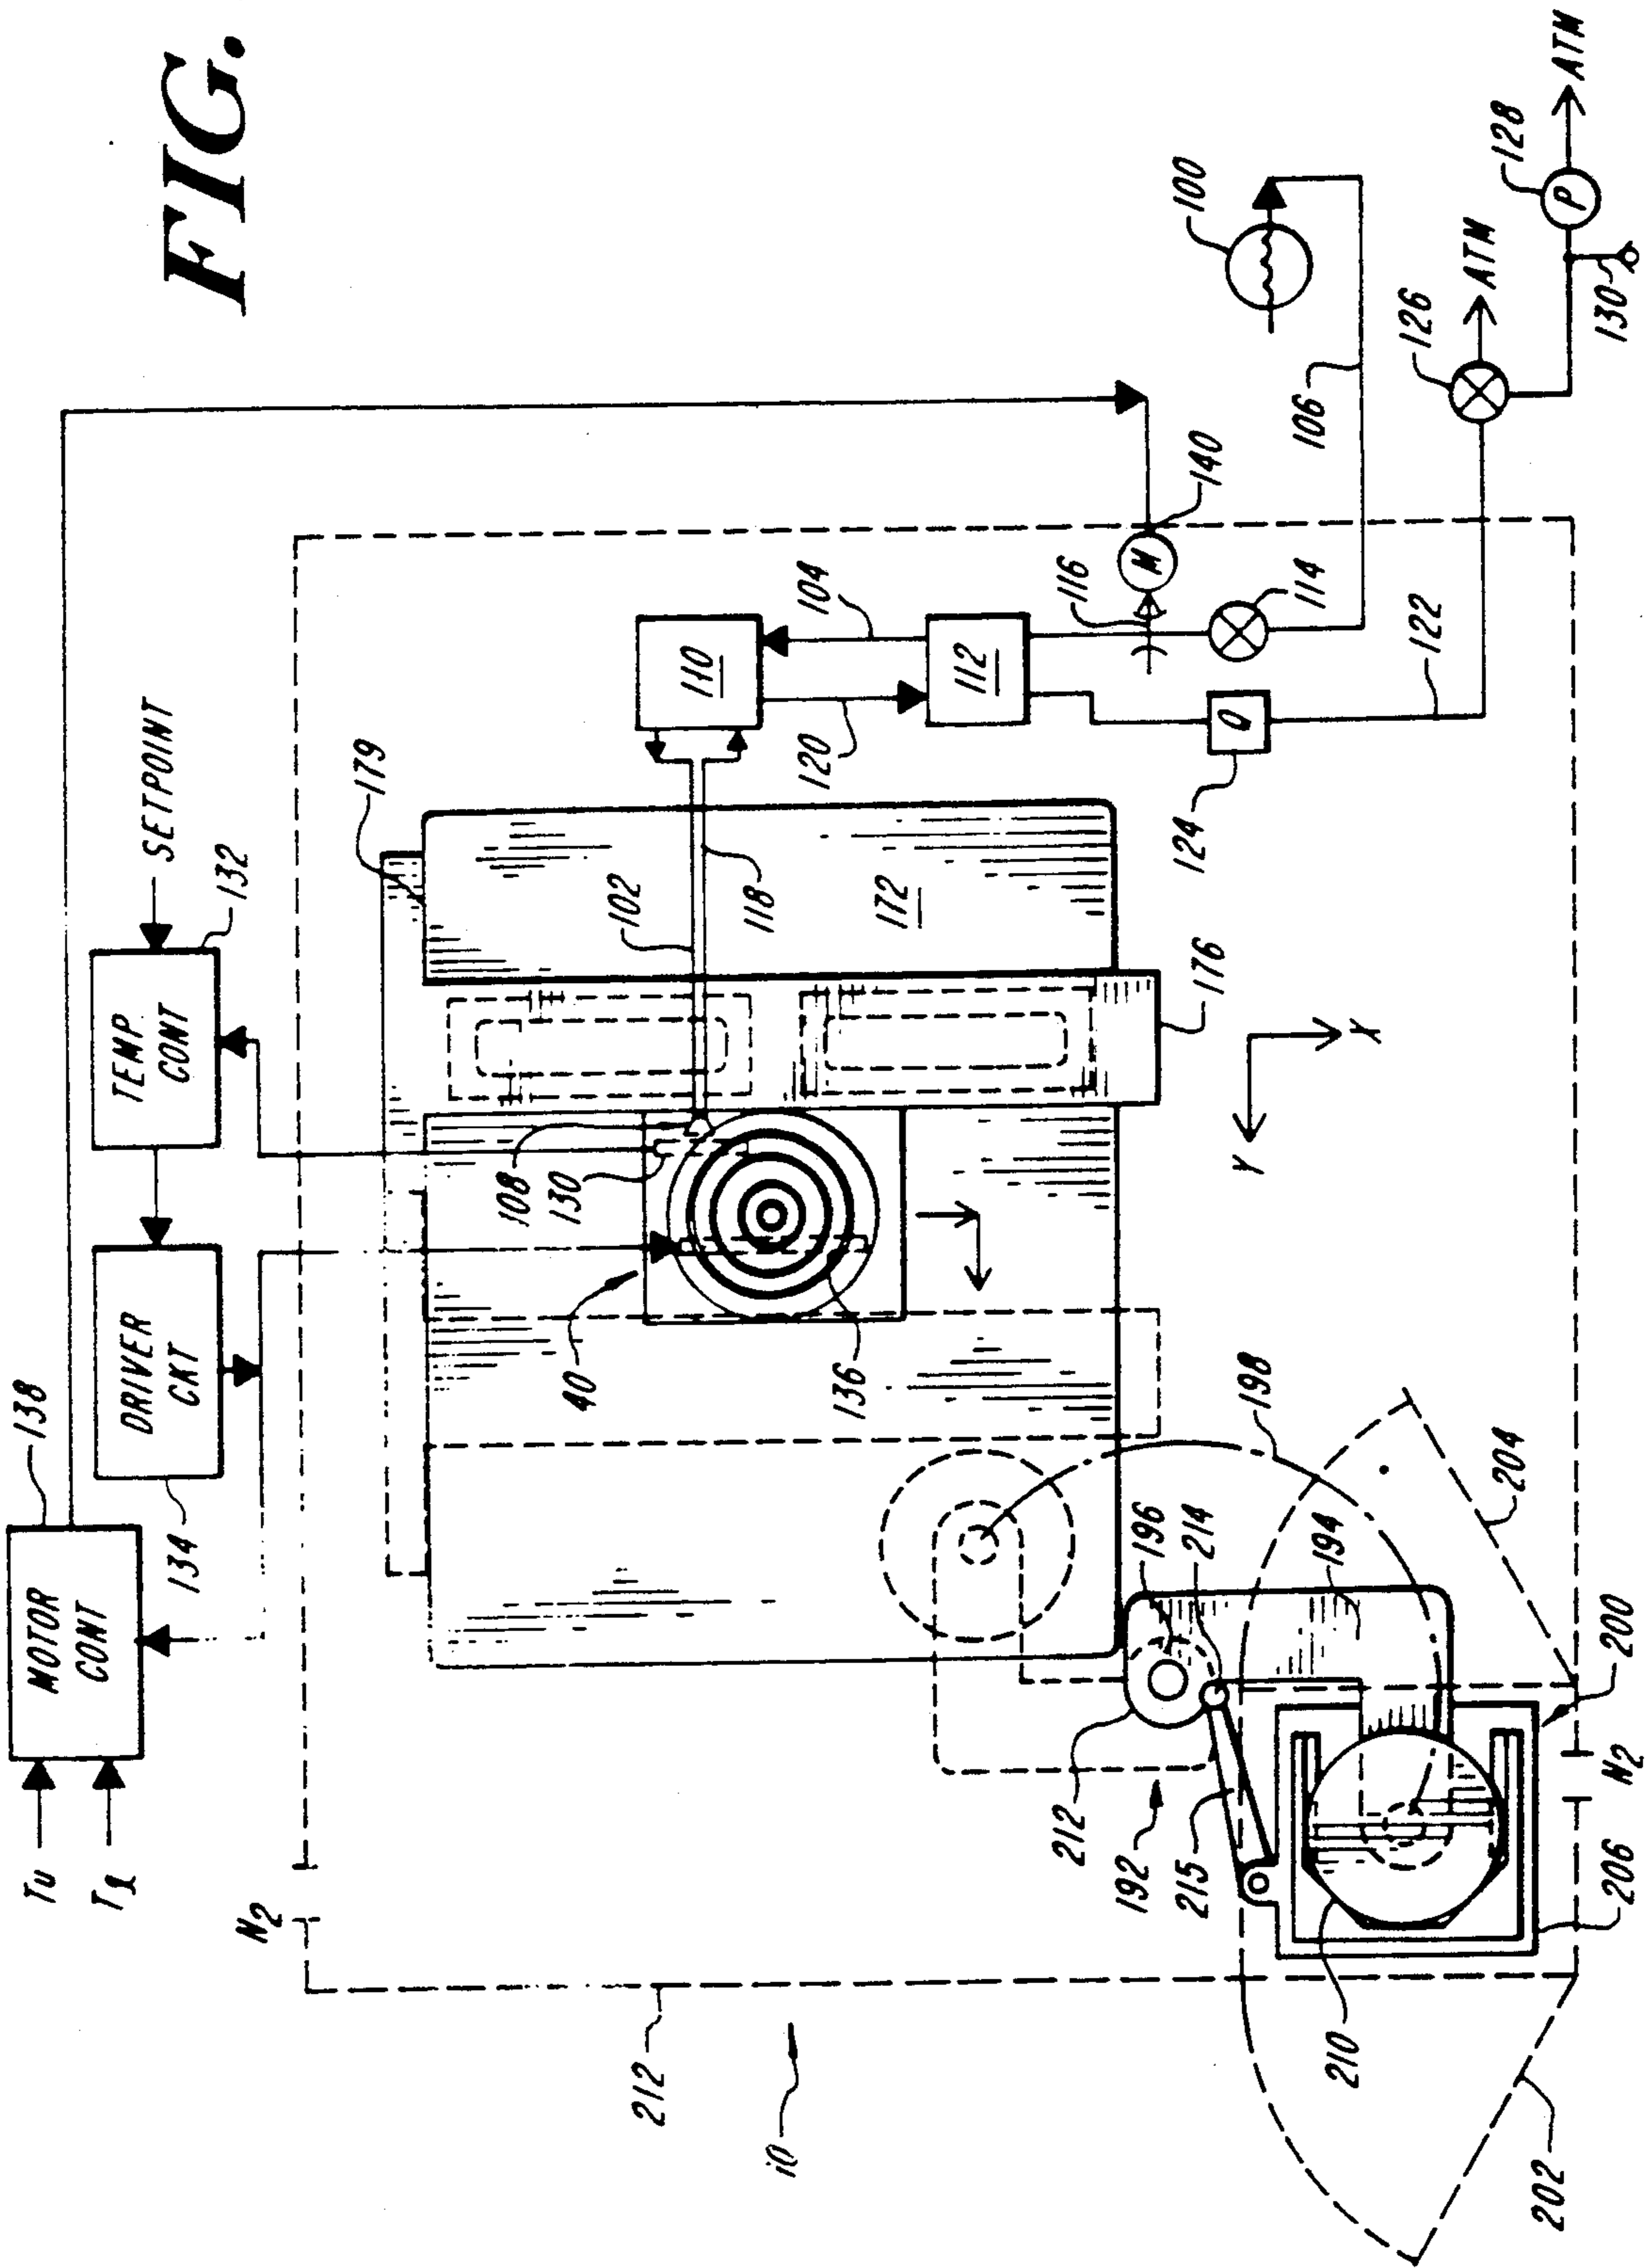 FIG.
Tu
Tl
MOTOR
CONT
138
DRIVER
CKT
134
TEMP
CONT
132
SETPOINT
N2
212
10
179
102
118
172
176
108
130
40
136
X
Y
110
104
120
112
116
M
140
114
106
100
124
Q
122
126
ATM
128
P
ATM
130
198
204
194
196
214
212
192
215
200
N2
206
210
202